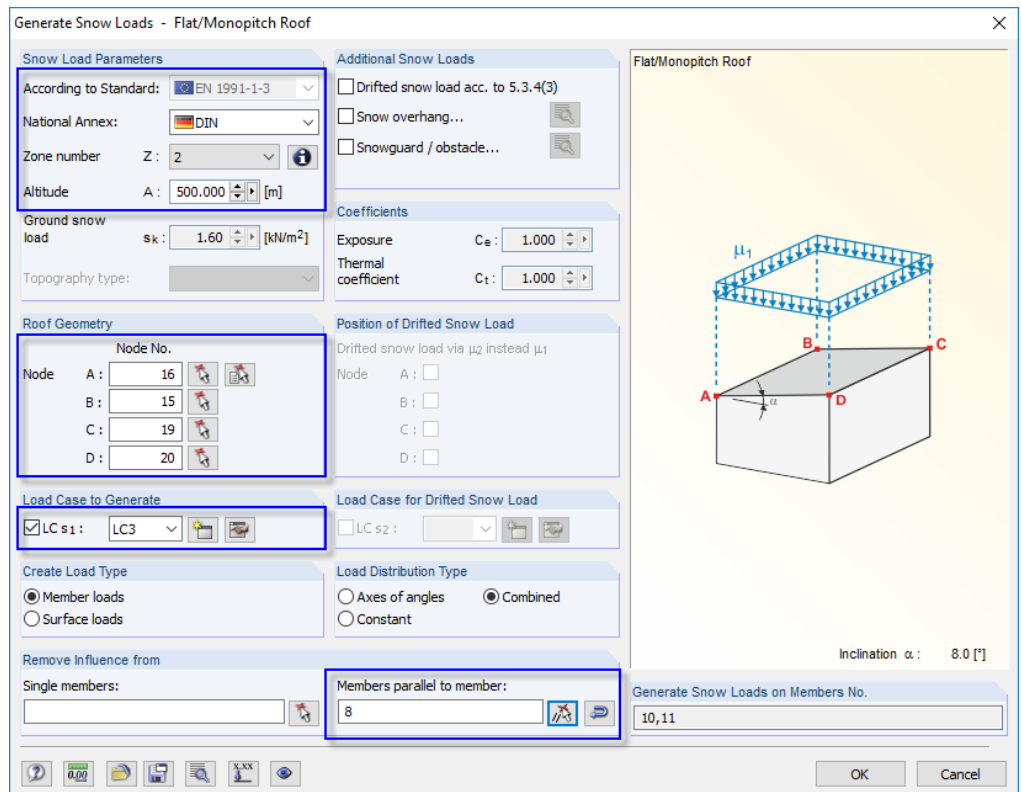 Generate Snow Loads - Flat/Monopitch Roof
Snow Load Parameters
According to Standard: EN 1991-1-3
National Annex: DIN
Zone number Z : 2
Altitude A : 500.000 [m]
Ground snow
load sk : 1.60 [kN/m²]
Topography type:
Additional Snow Loads
Drifted snow load acc. to 5.3.4(3)
Snow overhang...
Snowguard / obstacle...
Coefficients
Exposure Ce : 1.000
Thermal
coefficient Ct : 1.000
Roof Geometry
Node No.
Node A : 16
B : 15
C : 19
D : 20
Position of Drifted Snow Load
Drifted snow load via μ2 instead μ1
Node A :
B :
C :
D :
Load Case to Generate
LC s1 : LC3
Load Case for Drifted Snow Load
LC s2 :
Create Load Type
Member loads
Surface loads
Load Distribution Type
Axes of angles Combined
Constant
Remove Influence from
Single members:
Members parallel to member:
8
Flat/Monopitch Roof
μ1
B
C
A
α
D
Inclination α : 8.0 [°]
Generate Snow Loads on Members No.
10,11
0,00
x.xx
OK Cancel